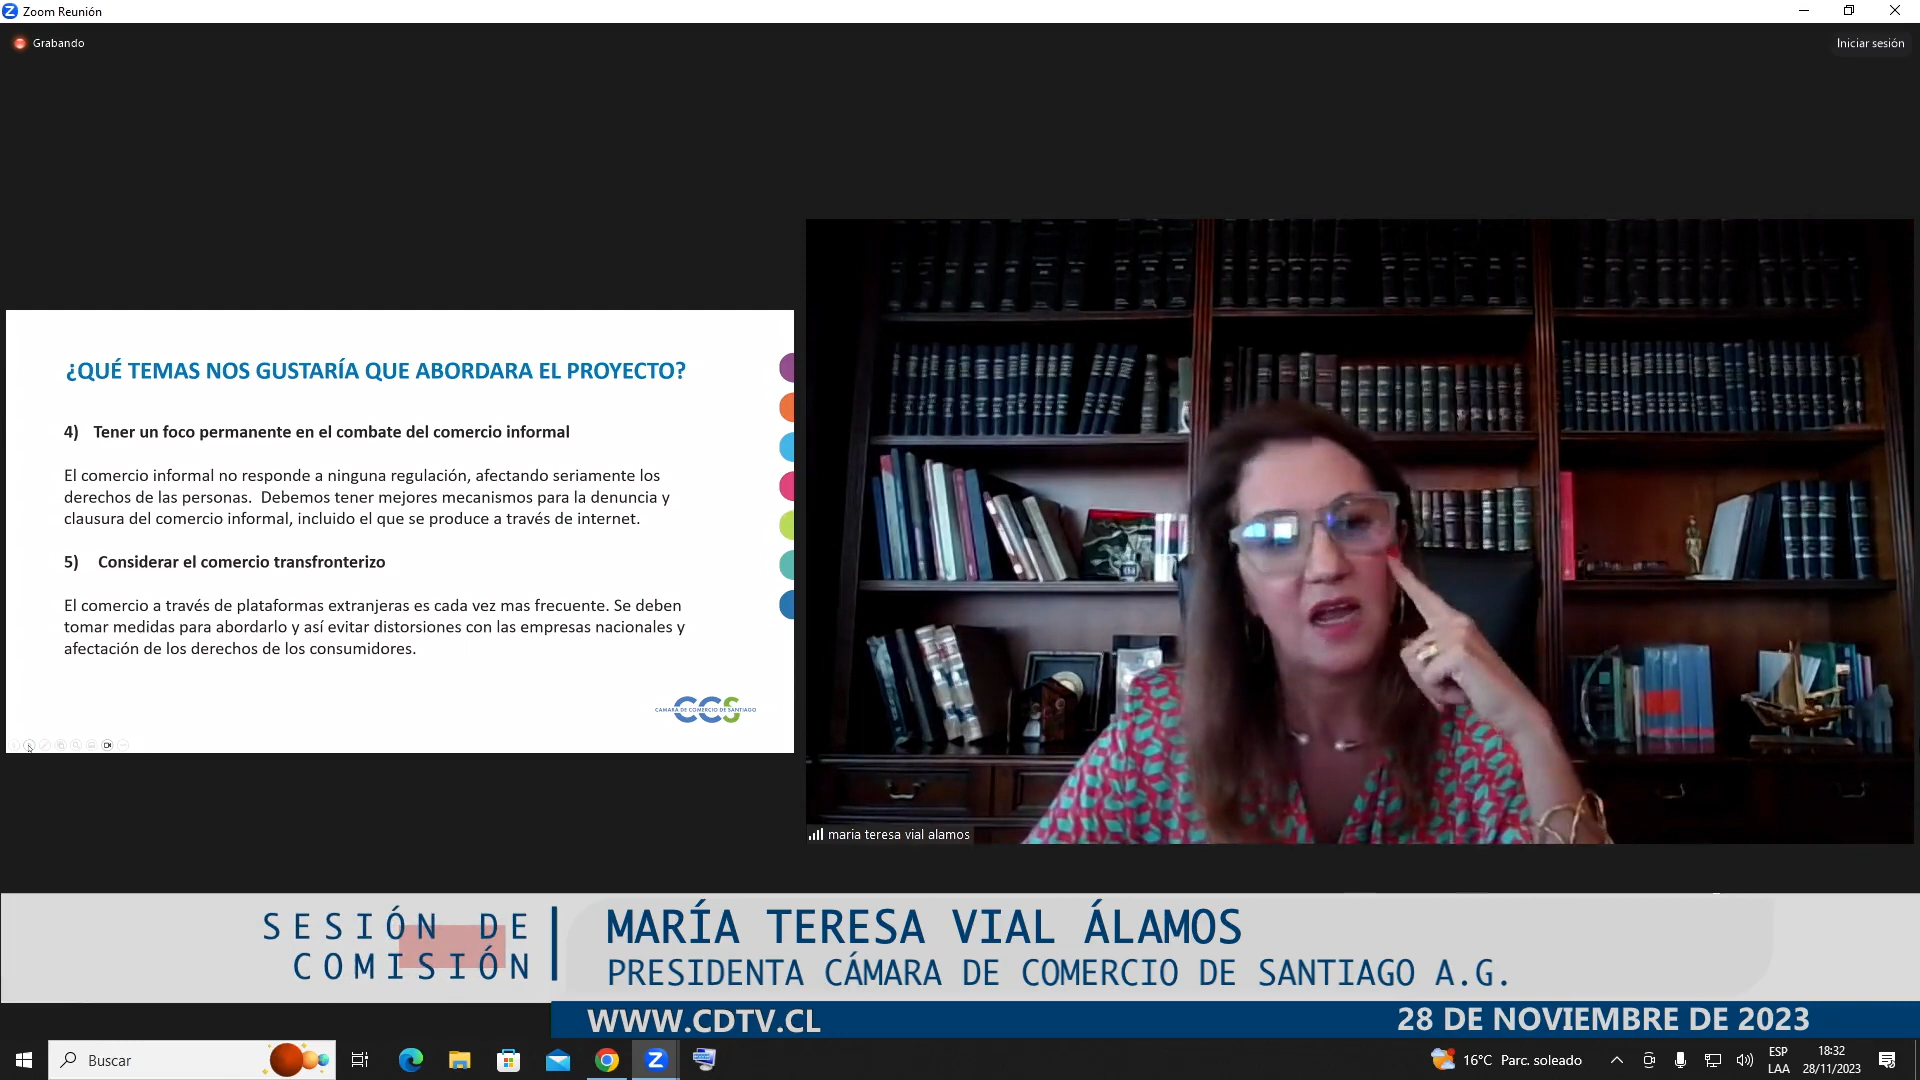 Zoom Reunión
Grabando
Iniciar sesión
¿QUÉ TEMAS NOS GUSTARÍA QUE ABORDARA EL PROYECTO?
4) Tener un foco permanente en el combate del comercio informal
El comercio informal no responde a ninguna regulación, afectando seriamente los
derechos de las personas. Debemos tener mejores mecanismos para la denuncia y
clausura del comercio informal, incluido el que se produce a través de internet.
5) Considerar el comercio transfronterizo
El comercio a través de plataformas extranjeras es cada vez mas frecuente. Se deben
tomar medidas para abordarlo y así evitar distorsiones con las empresas nacionales y
afectación de los derechos de los consumidores.
CCS
CÁMARA DE COMERCIO DE SANTIAGO
maria teresa vial alamos
SESIÓN DE
COMISIÓN
MARÍA TERESA VIAL ÁLAMOS
PRESIDENTA CÁMARA DE COMERCIO DE SANTIAGO A.G.
WWW.CDTV.CL
28 DE NOVIEMBRE DE 2023
Buscar
16°C Parc. soleado
ESP
LAA
18:32
28/11/2023